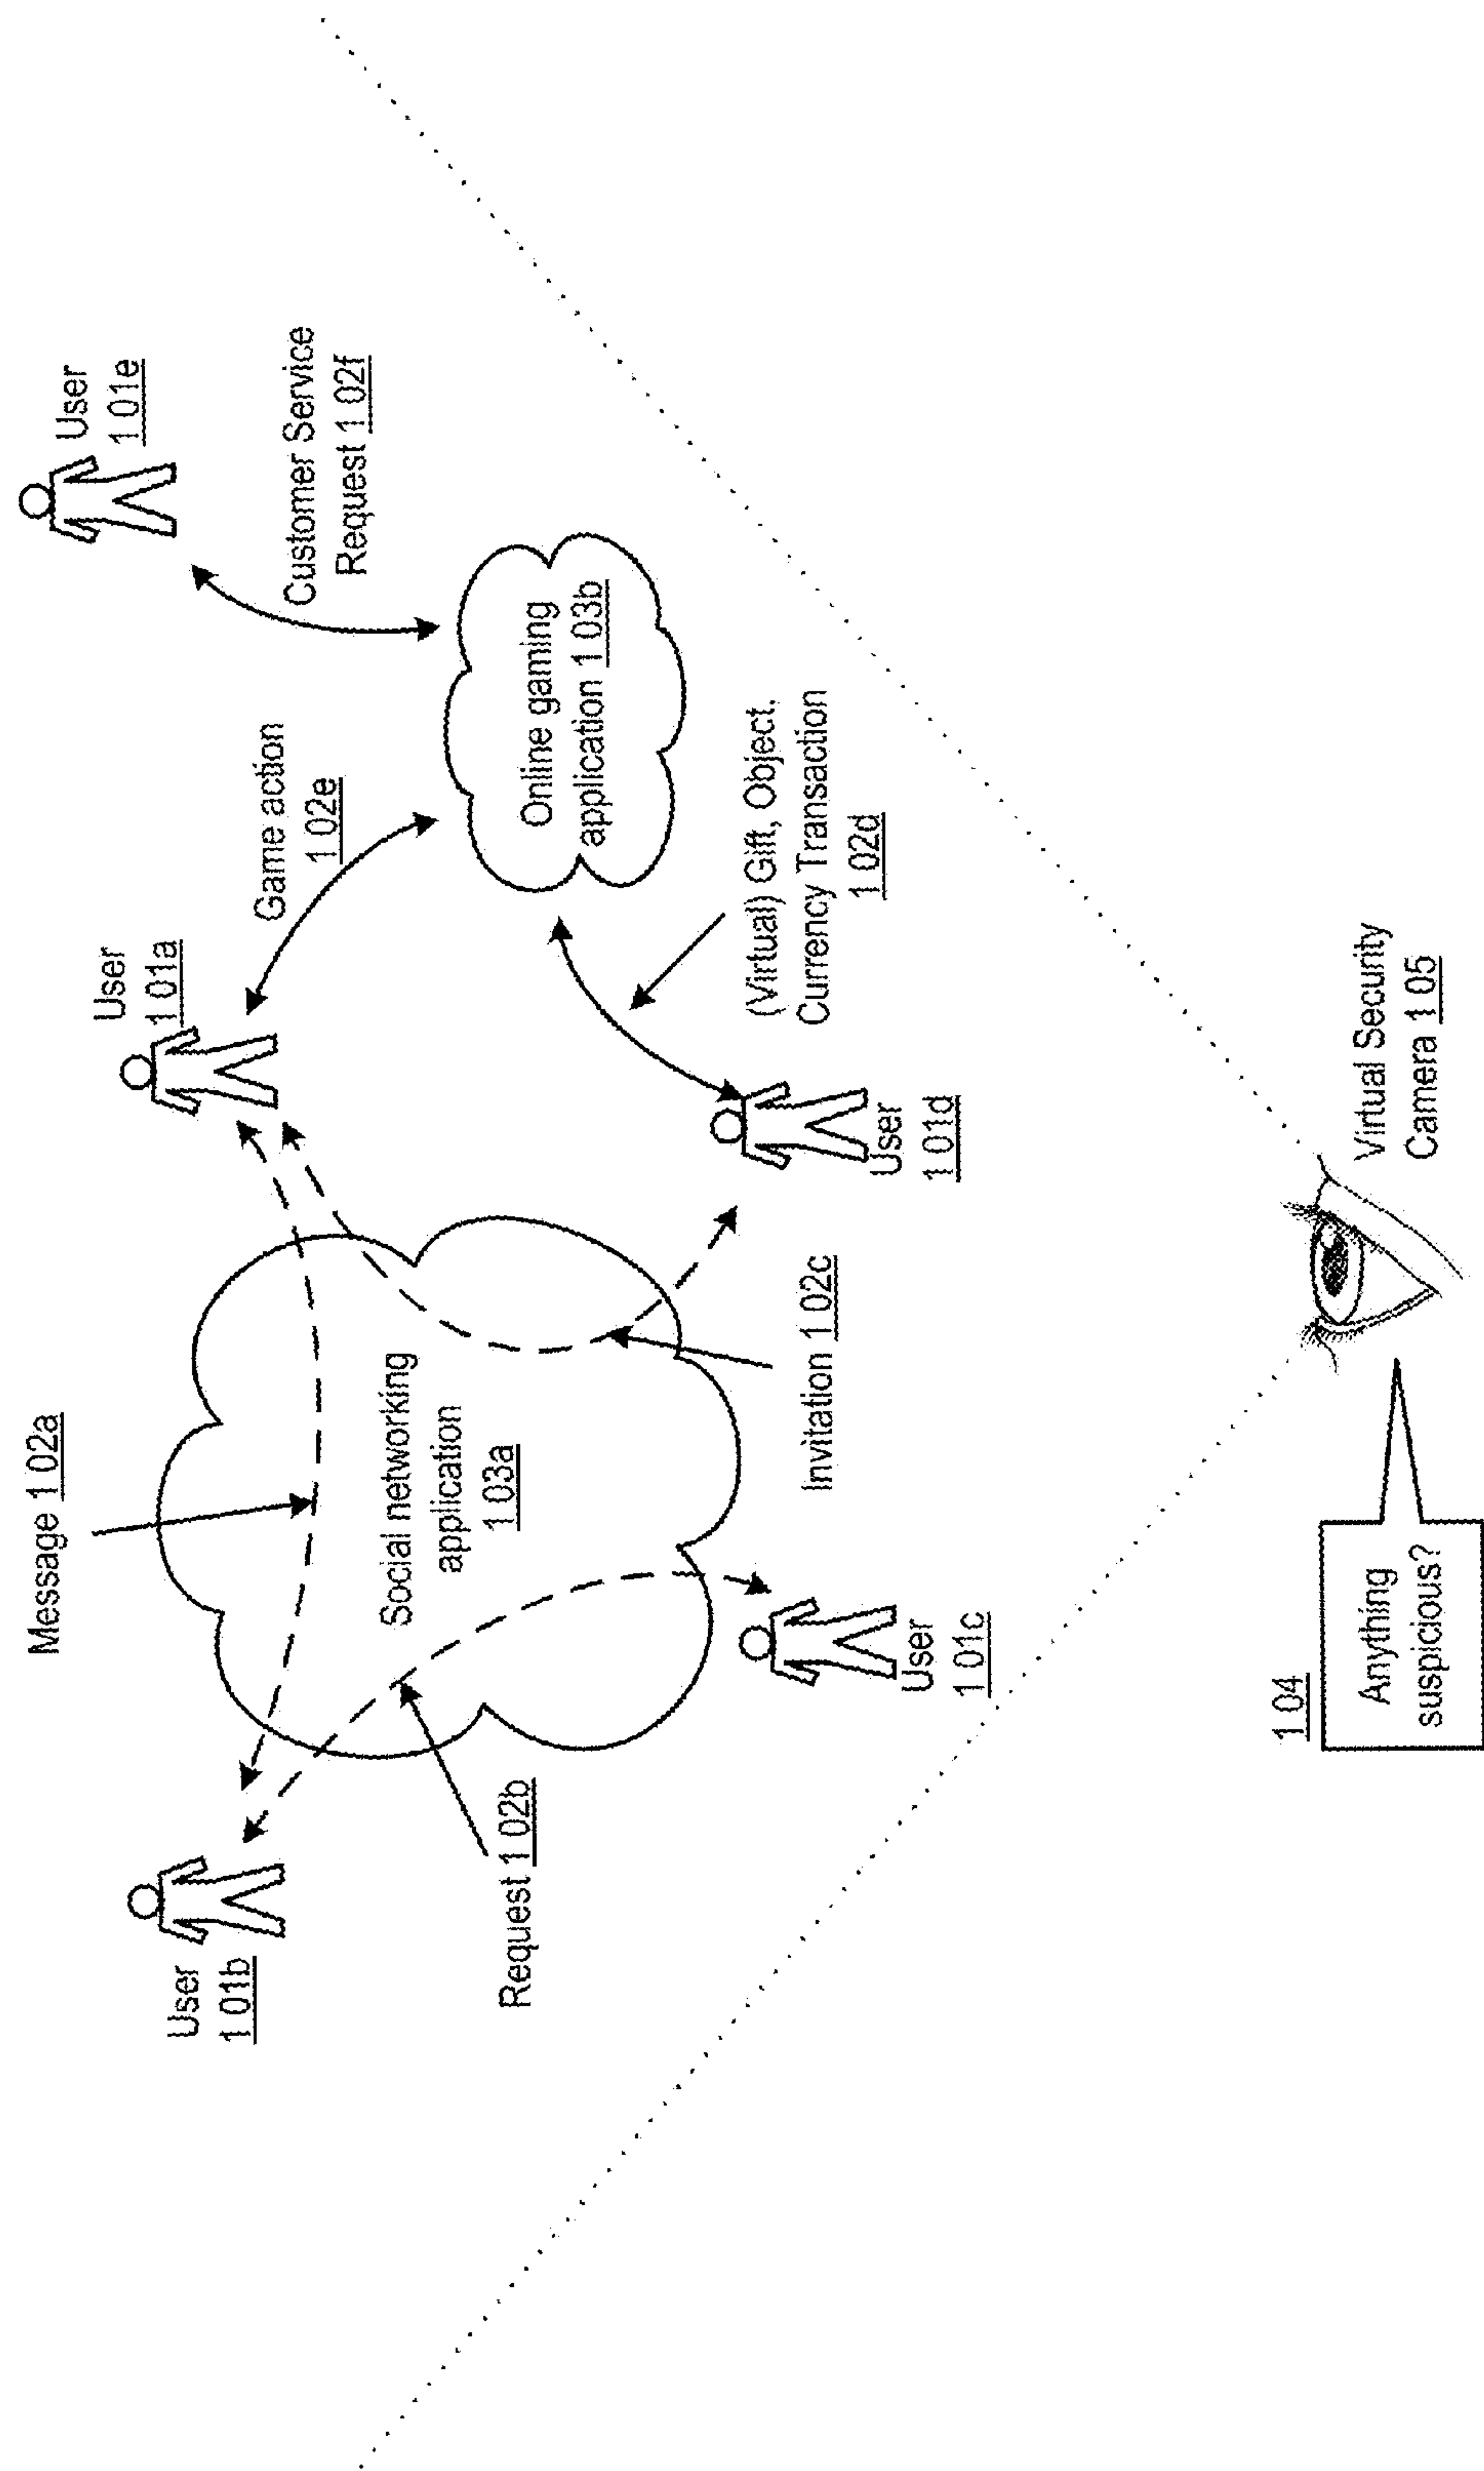 Message 102a
User
101b
User
101a
User
101e
Game action
102e
Customer Service
Request 102f
Social networking
application
103a
Online gaming
application 103b
Request 102b
Invitation 102c
(Virtual) Gift, Object,
Currency Transaction
102d
User
101c
User
101d
104
Anything
suspicious?
Virtual Security
Camera 105